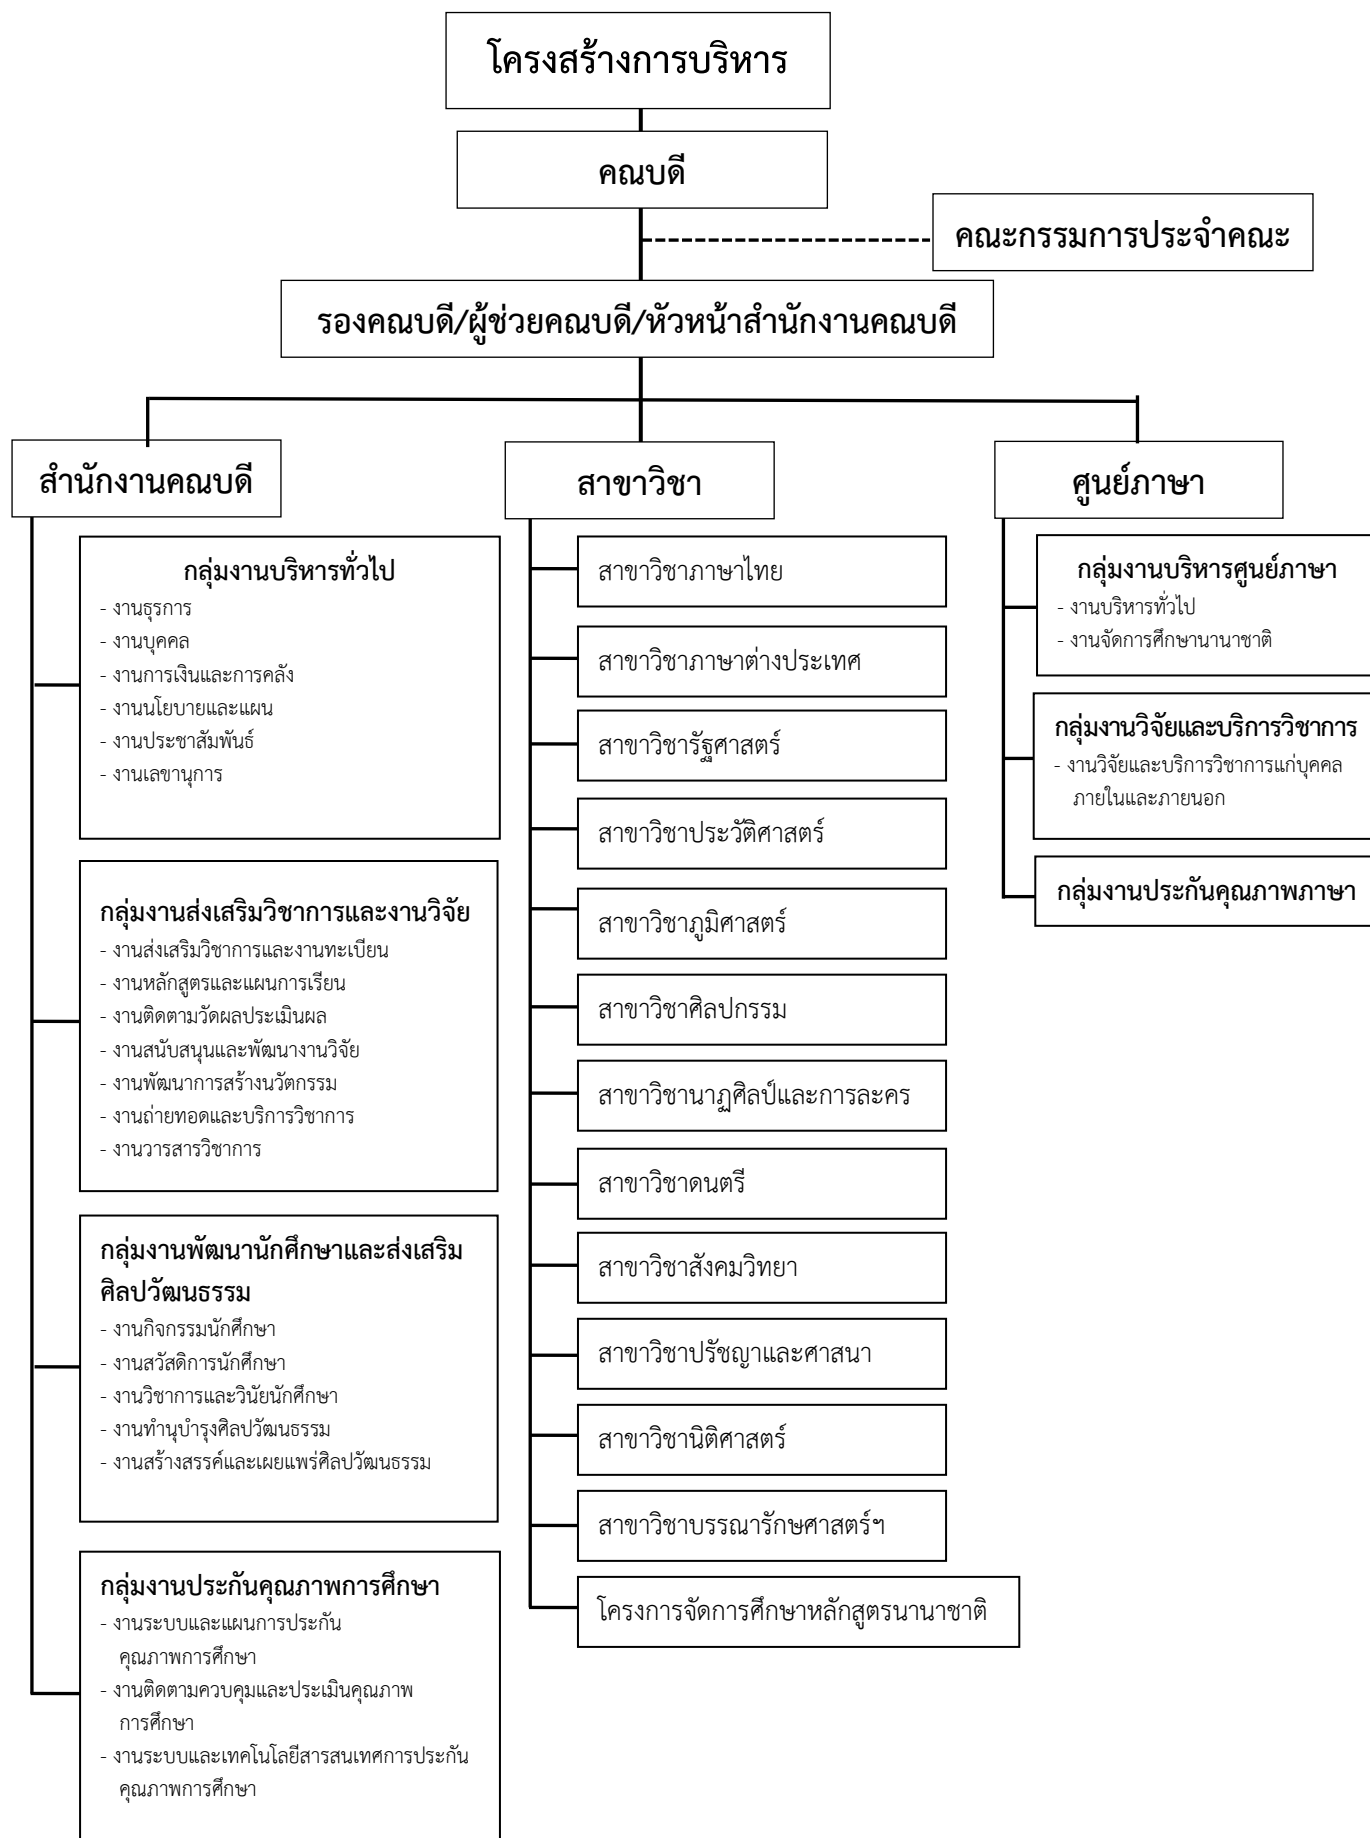 โครงสร้างการบริหาร
คณบดี
คณะกรรมการประจำคณะ
รองคณบดี/ผู้ช่วยคณบดี/หัวหน้าสำนักงานคณบดี
สำนักงานคณบดี
กลุ่มงานบริหารทั่วไป
- งานธุรการ
- งานบุคคล
- งานการเงินและการคลัง
- งานนโยบายและแผน
- งานประชาสัมพันธ์
- งานเลขานุการ
กลุ่มงานส่งเสริมวิชาการและงานวิจัย
- งานส่งเสริมวิชาการและงานทะเบียน
- งานหลักสูตรและแผนการเรียน
- งานติดตามวัดผลประเมินผล
- งานสนับสนุนและพัฒนางานวิจัย
- งานพัฒนาการสร้างนวัตกรรม
- งานถ่ายทอดและบริการวิชาการ
- งานวารสารวิชาการ
กลุ่มงานพัฒนานักศึกษาและส่งเสริม
ศิลปวัฒนธรรม
- งานกิจกรรมนักศึกษา
- งานสวัสดิการนักศึกษา
- งานวิชาการและวินัยนักศึกษา
- งานทำนุบำรุงศิลปวัฒนธรรม
- งานสร้างสรรค์และเผยแพร่ศิลปวัฒนธรรม
กลุ่มงานประกันคุณภาพการศึกษา
- งานระบบและแผนการประกัน
คุณภาพการศึกษา
- งานติดตามควบคุมและประเมินคุณภาพ
การศึกษา
- งานระบบและเทคโนโลยีสารสนเทศการประกัน
คุณภาพการศึกษา
สาขาวิชา
สาขาวิชาภาษาไทย
สาขาวิชาภาษาต่างประเทศ
สาขาวิชารัฐศาสตร์
สาขาวิชาประวัติศาสตร์
สาขาวิชาภูมิศาสตร์
สาขาวิชาศิลปกรรม
สาขาวิชานาฏศิลป์และการละคร
สาขาวิชาดนตรี
สาขาวิชาสังคมวิทยา
สาขาวิชาปรัชญาและศาสนา
สาขาวิชานิติศาสตร์
สาขาวิชาบรรณารักษศาสตร์ฯ
โครงการจัดการศึกษาหลักสูตรนานาชาติ
ศูนย์ภาษา
กลุ่มงานบริหารศูนย์ภาษา
- งานบริหารทั่วไป
- งานจัดการศึกษานานาชาติ
กลุ่มงานวิจัยและบริการวิชาการ
- งานวิจัยและบริการวิชาการแก่บุคคล
ภายในและภายนอก
กลุ่มงานประกันคุณภาพภาษา